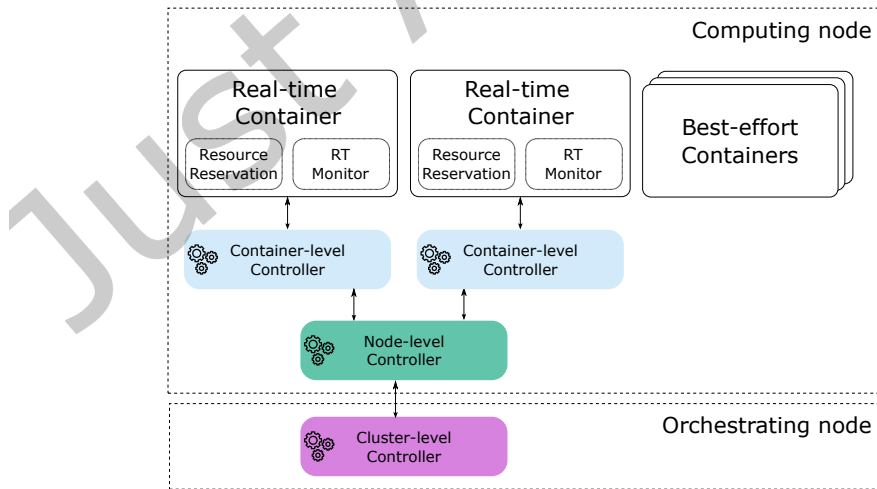 Computing node
Real-time
Container
Resource
Reservation
RT
Monitor
Real-time
Container
Resource
Reservation
RT
Monitor
Best-effort
Containers
Container-level
Controller
Container-level
Controller
Node-level
Controller
Orchestrating node
Cluster-level
Controller
Just